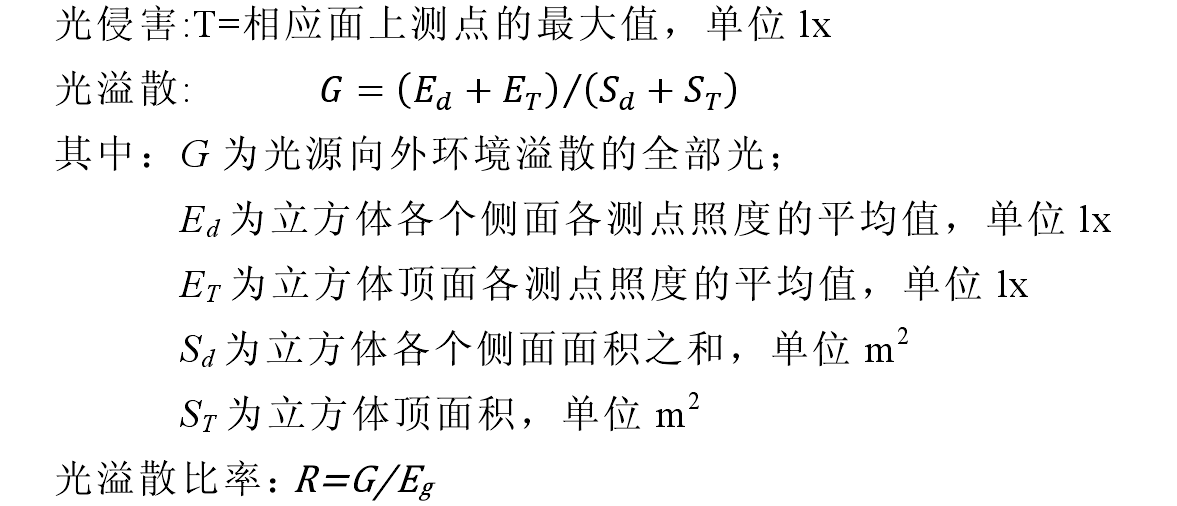 光侵害:T=相应面上测点的最大值，单位 lx
光溢散: G = (E_d + E_T)/(S_d + S_T)
其中：G 为光源向外环境溢散的全部光；
E_d 为立方体各个侧面各测点照度的平均值，单位 lx
E_T 为立方体顶面各测点照度的平均值，单位 lx
S_d 为立方体各个侧面面积之和，单位 m²
S_T 为立方体顶面积，单位 m²
光溢散比率：R=G/E_g